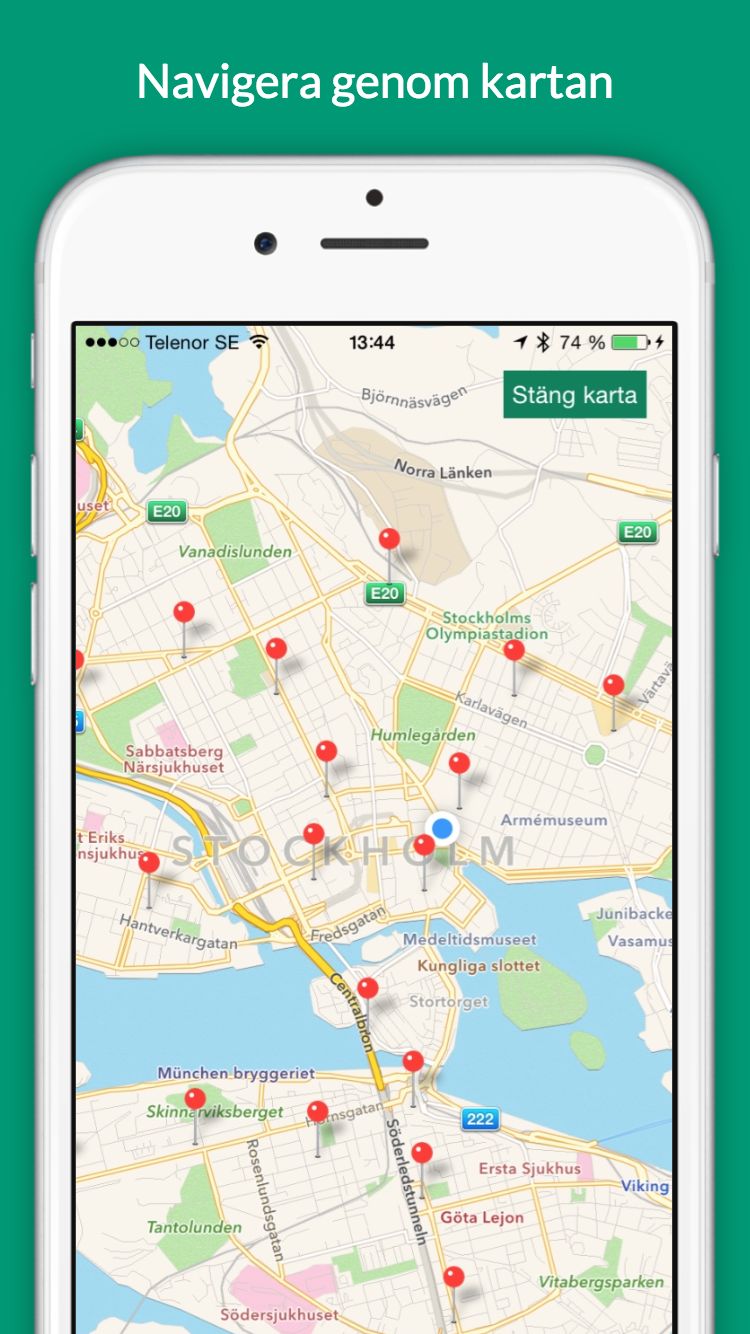 Navigera genom kartan
Telenor SE
13:44
74 %
Stäng karta
Björnnäsvägen
Norra Länken
uset
E20
E20
Vanadislunden
E20
Stockholms
Olympiastadion
Värtavä
Karlavägen
Humlegården
Sabbatsberg
Närsjukhuset
Armémuseum
t Eriks
nsjukhus
STOCKHOLM
Hantverkargatan
Fredsgatan
Junibacke
Medeltidsmuseet
Vasamus
Kungliga slottet
Centralbron
Stortorget
München bryggeriet
Skinnarviksberget
Hornsgatan
222
Rosenlundsgatan
Söderledstunneln
Ersta Sjukhus
Viking
Tantolunden
Göta Lejon
Vitabergsparken
Södersjukhuset